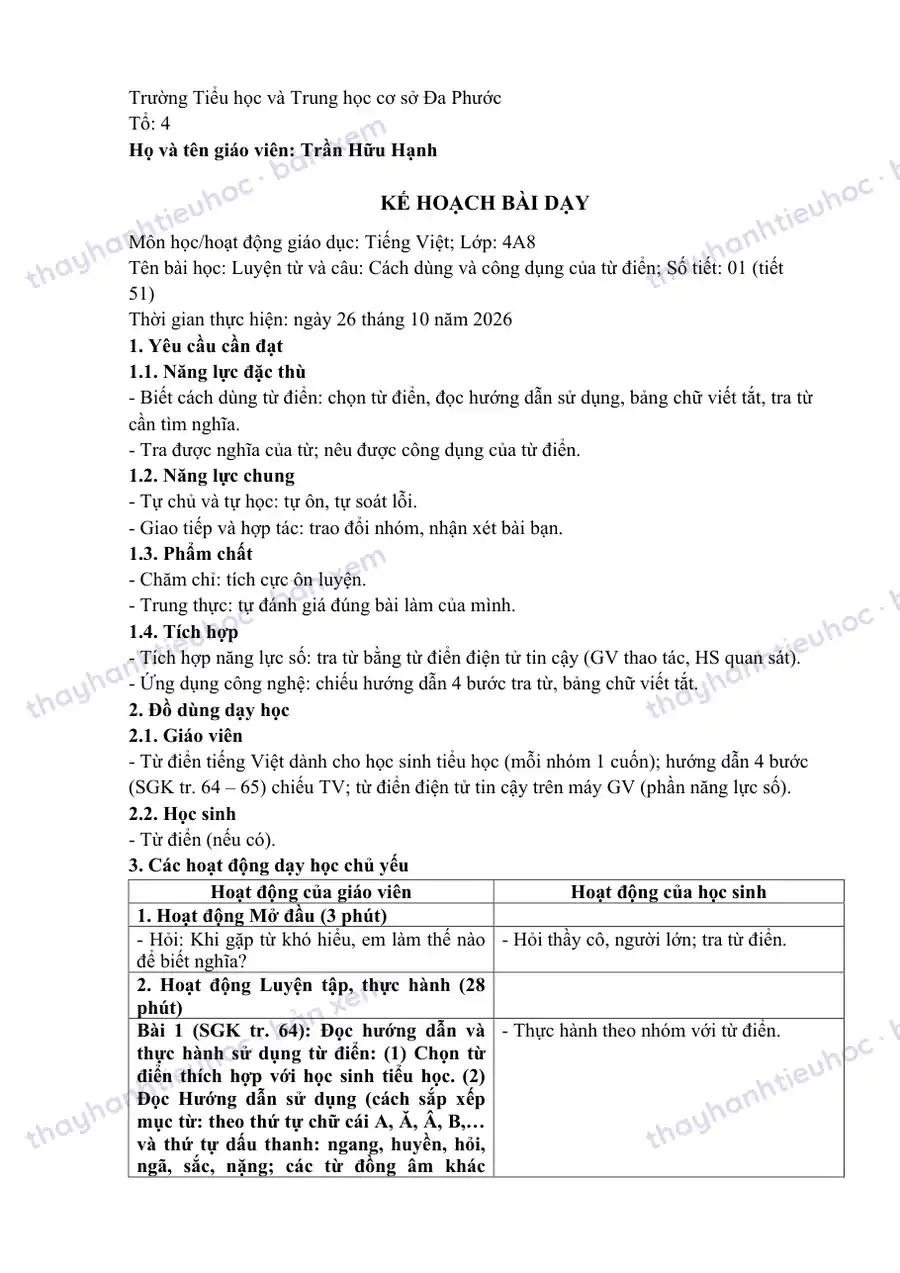 Trường Tiểu học và Trung học cơ sở Đa Phước
Tổ: 4
Họ và tên giáo viên: Trần Hữu Hạnh
KẾ HOẠCH BÀI DẠY
Môn học/hoạt động giáo dục: Tiếng Việt; Lớp: 4A8
Tên bài học: Luyện từ và câu: Cách dùng và công dụng của từ điển; Số tiết: 01 (tiết
51)
Thời gian thực hiện: ngày 26 tháng 10 năm 2026
1. Yêu cầu cần đạt
1.1. Năng lực đặc thù
- Biết cách dùng từ điển: chọn từ điển, đọc hướng dẫn sử dụng, bảng chữ viết tắt, tra từ
cần tìm nghĩa.
- Tra được nghĩa của từ; nêu được công dụng của từ điển.
1.2. Năng lực chung
- Tự chủ và tự học: tự ôn, tự soát lỗi.
- Giao tiếp và hợp tác: trao đổi nhóm, nhận xét bài bạn.
1.3. Phẩm chất
- Chăm chỉ: tích cực ôn luyện.
- Trung thực: tự đánh giá đúng bài làm của mình.
1.4. Tích hợp
- Tích hợp năng lực số: tra từ bằng từ điển điện tử tin cậy (GV thao tác, HS quan sát).
- Ứng dụng công nghệ: chiếu hướng dẫn 4 bước tra từ, bảng chữ viết tắt.
2. Đồ dùng dạy học
2.1. Giáo viên
- Từ điển tiếng Việt dành cho học sinh tiểu học (mỗi nhóm 1 cuốn); hướng dẫn 4 bước
(SGK tr. 64 – 65) chiếu TV; từ điển điện tử tin cậy trên máy GV (phần năng lực số).
2.2. Học sinh
- Từ điển (nếu có).
3. Các hoạt động dạy học chủ yếu
Hoạt động của giáo viên
Hoạt động của học sinh
1. Hoạt động Mở đầu (3 phút)
- Hỏi: Khi gặp từ khó hiểu, em làm thế nào
để biết nghĩa?
- Hỏi thầy cô, người lớn; tra từ điển.
2. Hoạt động Luyện tập, thực hành (28
phút)
Bài 1 (SGK tr. 64): Đọc hướng dẫn và
thực hành sử dụng từ điển: (1) Chọn từ
điển thích hợp với học sinh tiểu học. (2)
Đọc Hướng dẫn sử dụng (cách sắp xếp
mục từ: theo thứ tự chữ cái A, Ă, Â, B,…
và thứ tự dấu thanh: ngang, huyền, hỏi,
ngã, sắc, nặng; các từ đồng âm khác
- Thực hành theo nhóm với từ điển.
thayhanhtieuhoc · bản xem
thayhanhtieuhoc · b
thayhanhtieuhoc · bản xem
thayhanhtieuhoc · b
thayhanhtieuhoc · bản xem
thayhanhtieuhoc · b